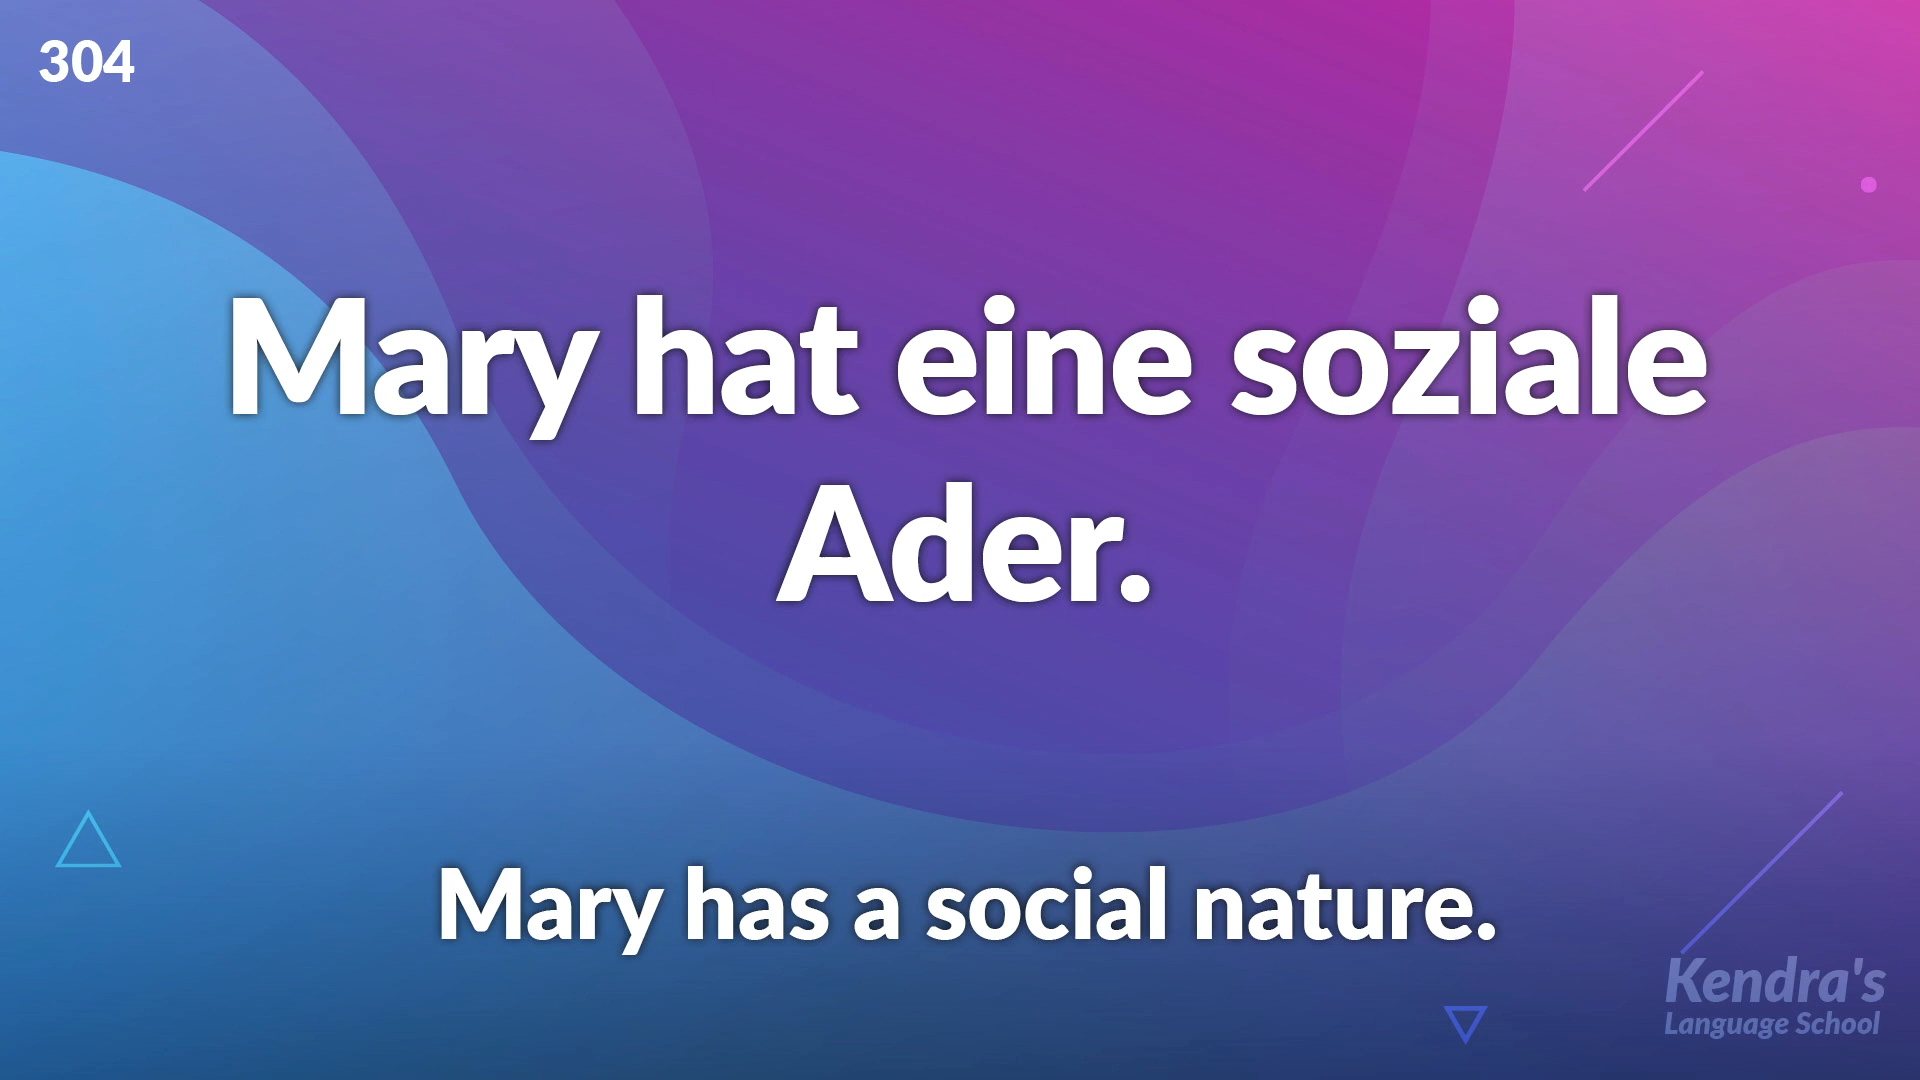 304
Mary hat eine soziale
Ader.
Mary has a social nature.
Kendra's
Language School